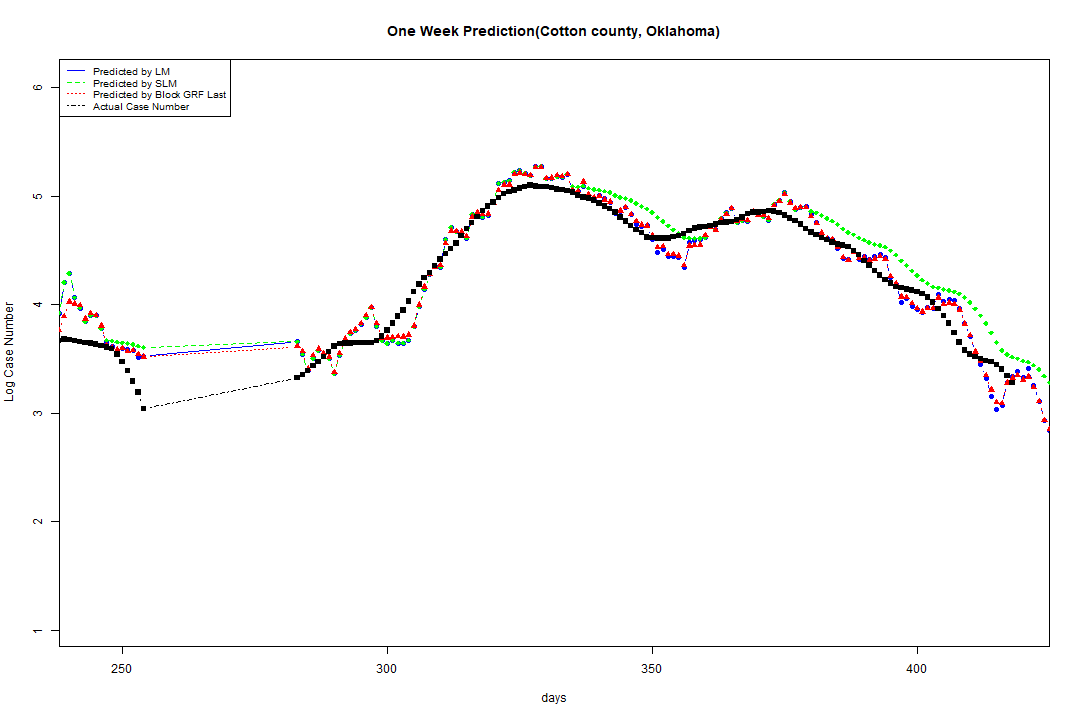 One Week Prediction(Cotton county, Oklahoma)
Predicted by LM
Predicted by SLM
Predicted by Block GRF Last
Actual Case Number
Log Case Number
6
5
4
3
2
1
250 300 350 400
days